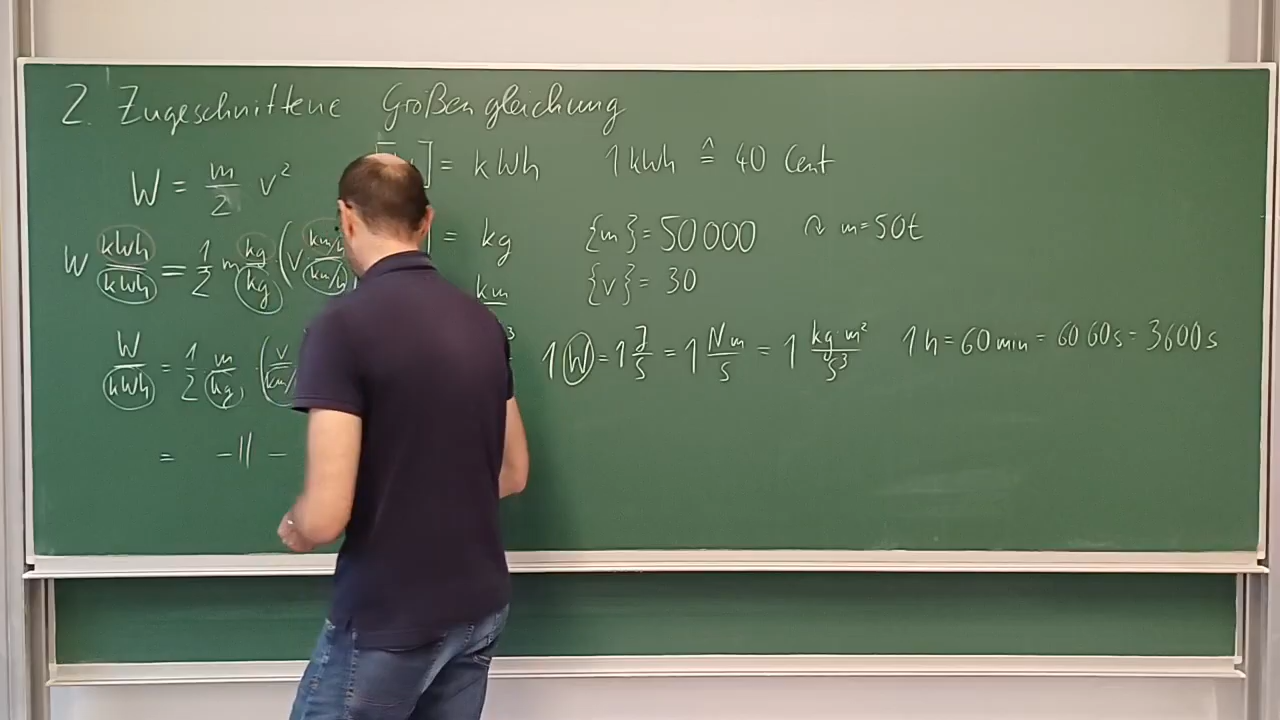 2. Zugeschnittene Größengleichung
W = m/2 v² ] = kWh 1 kWh ≙ 40 Cent
W kWh/kWh = 1/2 m kg/kg · (v km/h/km/h = kg {m} = 50 000 ↷ m = 50t
km {v} = 30
W/kWh = 1/2 m/kg · (v/km/ 3 1 W = 1 J/s = 1 Nm/s = 1 kg·m²/s³ 1 h = 60 min = 60 60 s = 3600 s
= -||-